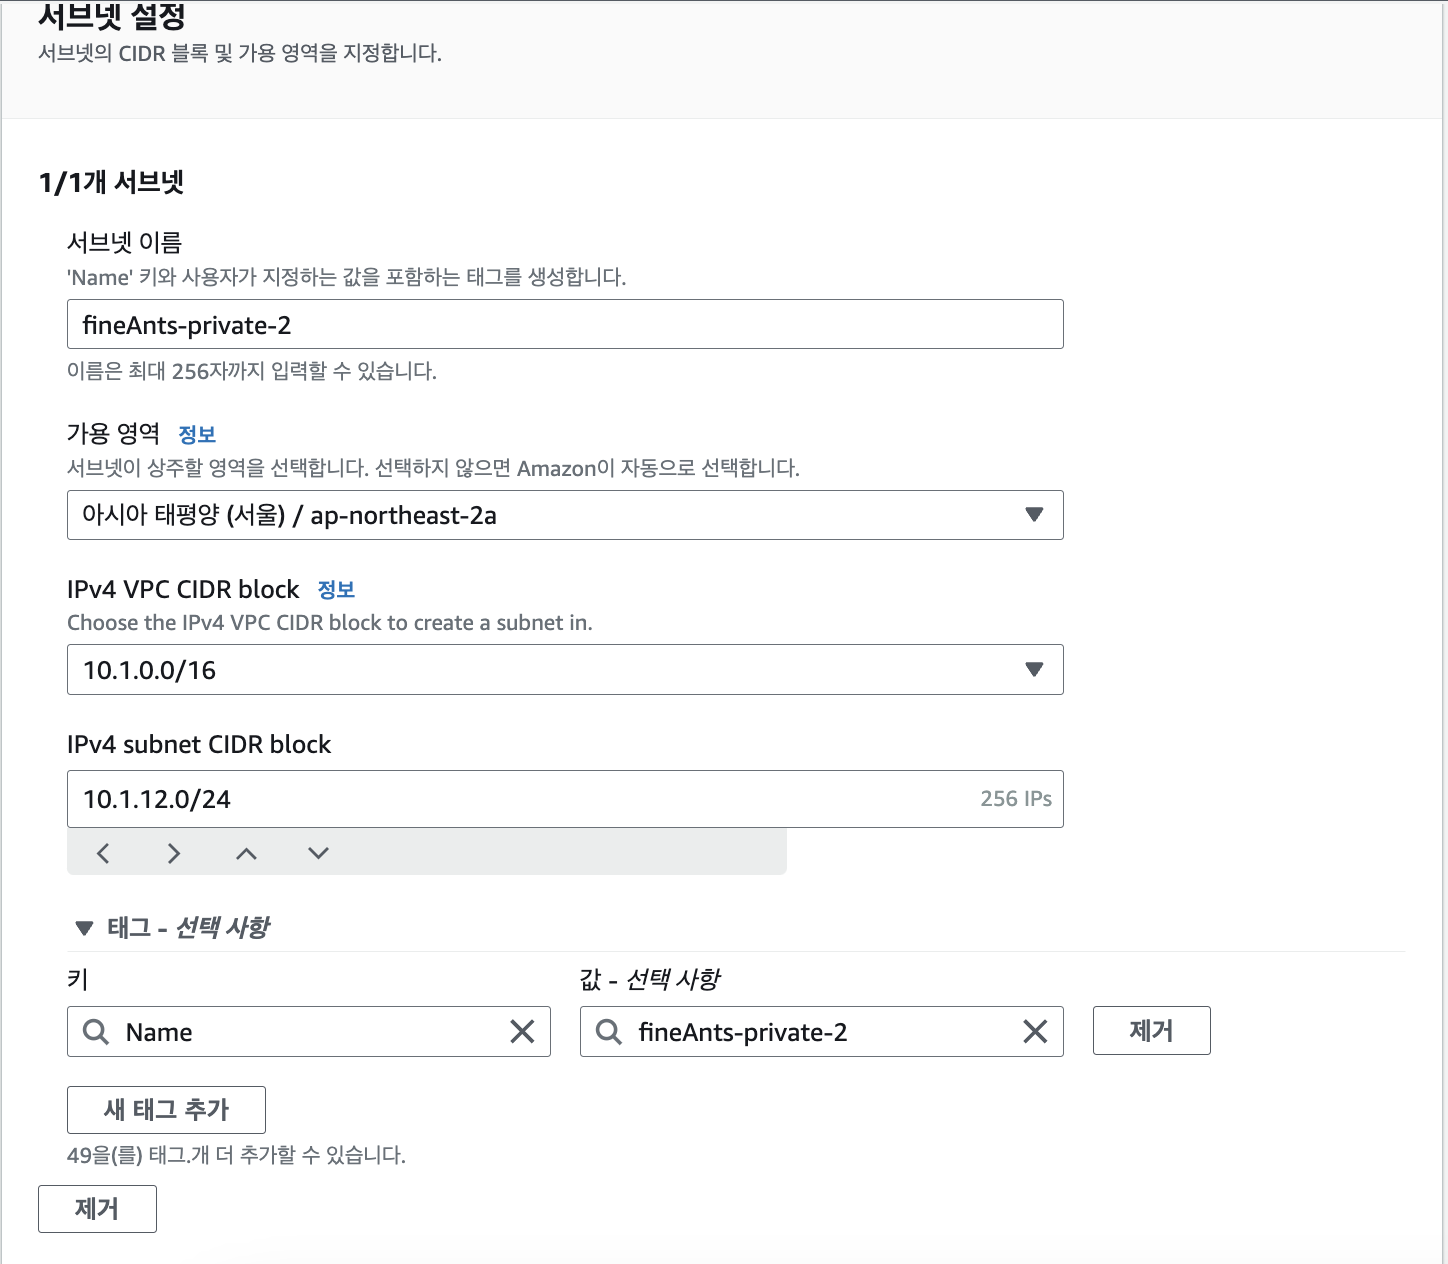 서브넷 설정
서브넷의 CIDR 블록 및 가용 영역을 지정합니다.
1/1개 서브넷
서브넷 이름
'Name' 키와 사용자가 지정하는 값을 포함하는 태그를 생성합니다.
fineAnts-private-2
이름은 최대 256자까지 입력할 수 있습니다.
가용 영역 정보
서브넷이 상주할 영역을 선택합니다. 선택하지 않으면 Amazon이 자동으로 선택합니다.
아시아 태평양 (서울) / ap-northeast-2a
IPv4 VPC CIDR block 정보
Choose the IPv4 VPC CIDR block to create a subnet in.
10.1.0.0/16
IPv4 subnet CIDR block
10.1.12.0/24 256 IPs
태그 - 선택 사항
키 값 - 선택 사항
Name fineAnts-private-2 제거
새 태그 추가
49을(를) 태그.개 더 추가할 수 있습니다.
제거